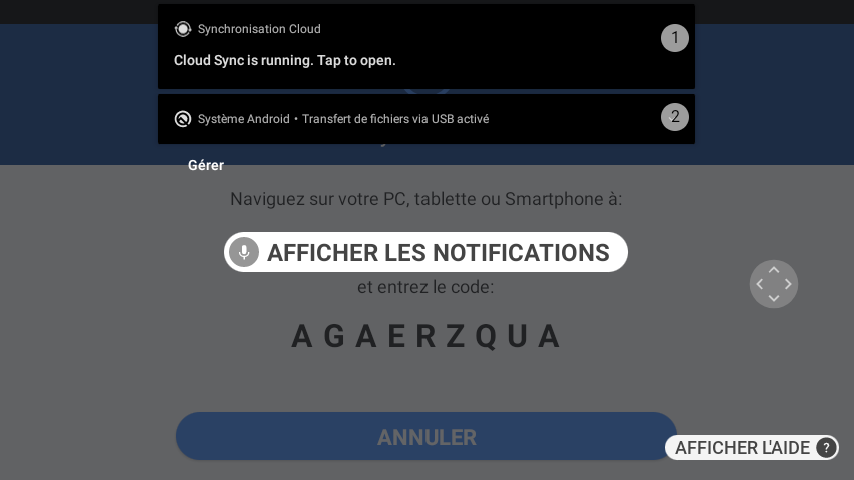 Synchronisation Cloud
1
Cloud Sync is running. Tap to open.
Système Android • Transfert de fichiers via USB activé
2
Gérer
Naviguez sur votre PC, tablette ou Smartphone à:
AFFICHER LES NOTIFICATIONS
et entrez le code:
AGAERZQUA
ANNULER
AFFICHER L'AIDE ?